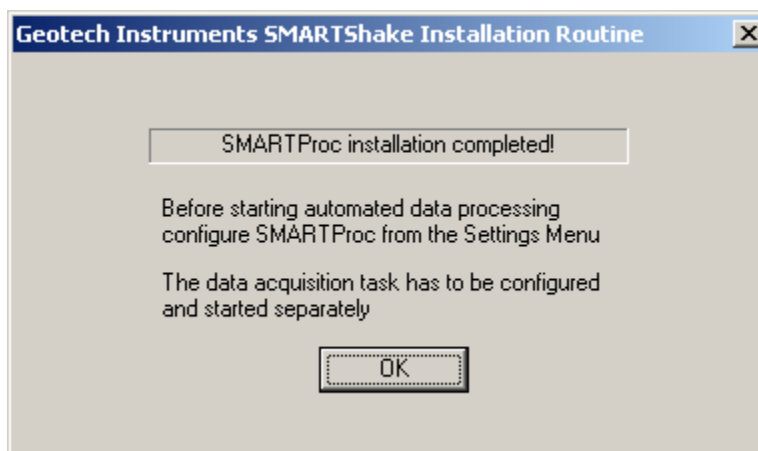 Geotech Instruments SMARTShake Installation Routine
SMARTProc installation completed!
Before starting automated data processing
configure SMARTProc from the Settings Menu
The data acquisition task has to be configured
and started separately
OK